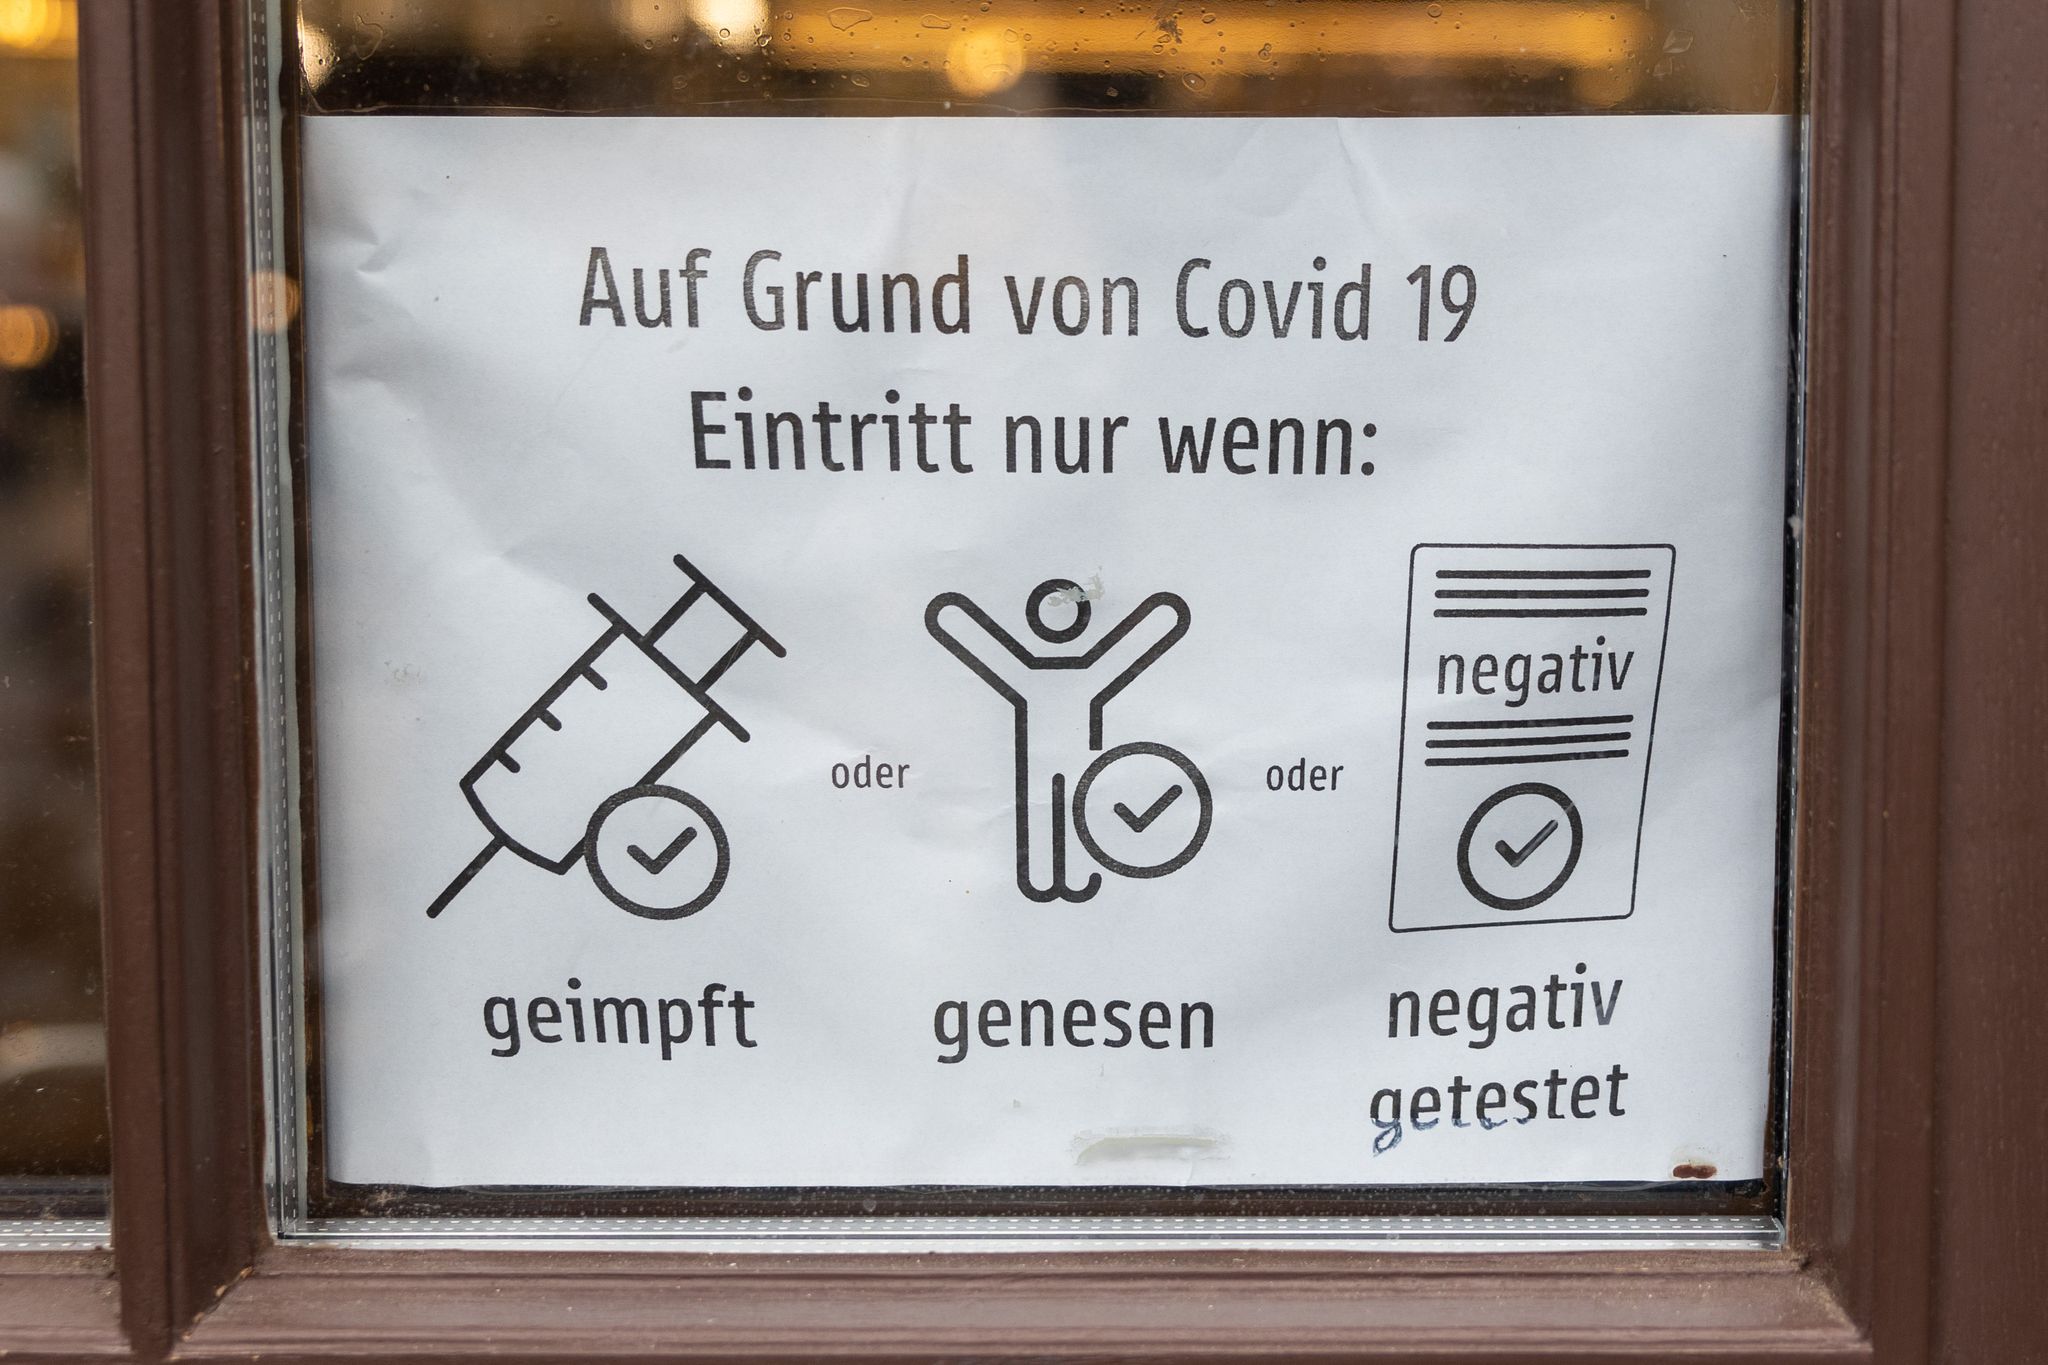 Auf Grund von Covid 19
Eintritt nur wenn:
negativ
oder
oder
geimpft
genesen
negativ
getestet